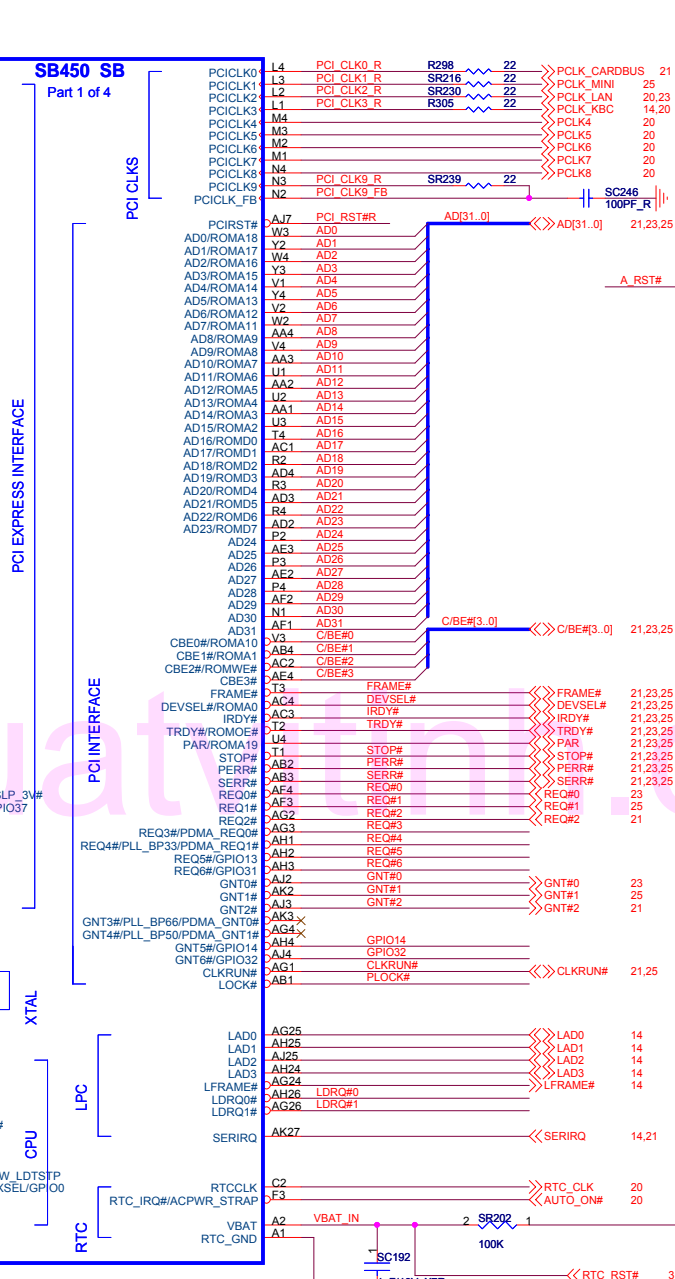 SB450 SB
Part 1 of 4
PCI CLKS
PCI EXPRESS INTERFACE
PCI INTERFACE
XTAL
LPC
CPU
RTC
PCICLK0 L4 PCI_CLK0_R R298 22 PCLK_CARDBUS 21
PCICLK1 L3 PCI_CLK1_R SR216 22 PCLK_MINI 25
PCICLK2 L2 PCI_CLK2_R SR230 22 PCLK_LAN 20,23
PCICLK3 L1 PCI_CLK3_R R305 22 PCLK_KBC 14,20
PCICLK4 M4 PCLK4 20
PCICLK5 M3 PCLK5 20
PCICLK6 M2 PCLK6 20
PCICLK7 M1 PCLK7 20
PCICLK8 N4 PCLK8 20
PCICLK9 N3 PCI_CLK9_R SR239 22
PCICLK_FB N2 PCI_CLK9_FB SC246
100PF_R
PCIRST# AJ7 PCI_RST#R AD[31..0] AD[31..0] 21,23,25
AD0/ROMA18 W3 AD0
AD1/ROMA17 Y2 AD1
AD2/ROMA16 W4 AD2
AD3/ROMA15 Y3 AD3
AD4/ROMA14 V1 AD4
AD5/ROMA13 Y4 AD5
AD6/ROMA12 V2 AD6
AD7/ROMA11 W2 AD7
AD8/ROMA9 AA4 AD8
AD9/ROMA8 V4 AD9
AD10/ROMA7 AA3 AD10
AD11/ROMA6 U1 AD11
AD12/ROMA5 AA2 AD12
AD13/ROMA4 U2 AD13
AD14/ROMA3 AA1 AD14
AD15/ROMA2 U3 AD15
AD16/ROMD0 T4 AD16
AD17/ROMD1 AC1 AD17
AD18/ROMD2 R2 AD18
AD19/ROMD3 AD4 AD19
AD20/ROMD4 R3 AD20
AD21/ROMD5 AD3 AD21
AD22/ROMD6 R4 AD22
AD23/ROMD7 AD2 AD23
AD24 P2 AD24
AD25 AE3 AD25
AD26 P3 AD26
AD27 AE2 AD27
AD28 P4 AD28
AD29 AF2 AD29
AD30 N1 AD30
AD31 AF1 AD31 C/BE#[3..0] C/BE#[3..0] 21,23,25
CBE0#/ROMA10 V3 C/BE#0
CBE1#/ROMA1 AB4 C/BE#1
CBE2#/ROMWE# AC2 C/BE#2
CBE3# AE4 C/BE#3
FRAME# T3 FRAME# FRAME# 21,23,25
DEVSEL#/ROMA0 AC4 DEVSEL# DEVSEL# 21,23,25
IRDY# AC3 IRDY# IRDY# 21,23,25
TRDY#/ROMOE# T2 TRDY# TRDY# 21,23,25
PAR/ROMA19 U4 PAR 21,23,25
STOP# T1 STOP# STOP# 21,23,25
PERR# AB2 PERR# PERR# 21,23,25
SERR# AB3 SERR# SERR# 21,23,25
REQ0# AF4 REQ#0 REQ#0 23
REQ1# AF3 REQ#1 REQ#1 25
REQ2# AG2 REQ#2 REQ#2 21
REQ3#/PDMA_REQ0# AG3 REQ#3
REQ4#/PLL_BP33/PDMA_REQ1# AH1 REQ#4
REQ5#/GPIO13 AH2 REQ#5
REQ6#/GPIO31 AH3 REQ#6
GNT0# AJ2 GNT#0 GNT#0 23
GNT1# AK2 GNT#1 GNT#1 25
GNT2# AJ3 GNT#2 GNT#2 21
GNT3#/PLL_BP66/PDMA_GNT0# AK3
GNT4#/PLL_BP50/PDMA_GNT1# AG4
GNT5#/GPIO14 AH4 GPIO14
GNT6#/GPIO32 AJ4 GPIO32
CLKRUN# AG1 CLKRUN# CLKRUN# 21,25
LOCK# AB1 PLOCK#
LAD0 AG25 LAD0 14
LAD1 AH25 LAD1 14
LAD2 AJ25 LAD2 14
LAD3 AH24 LAD3 14
LFRAME# AG24 LFRAME# 14
LDRQ0# AH26 LDRQ#0
LDRQ1# AG26 LDRQ#1
SERIRQ AK27 SERIRQ 14,21
RTCCLK C2 RTC_CLK 20
RTC_IRQ#/ACPWR_STRAP F3 AUTO_ON# 20
VBAT A2 VBAT_IN 2 SR202 1
100K
RTC_GND A1
1
SC192
RTC_RST# 3
A_RST#
SLP_3V#
PIO37
#
W_LDTSTP
XSEL/GPIO0
uatvitinh.